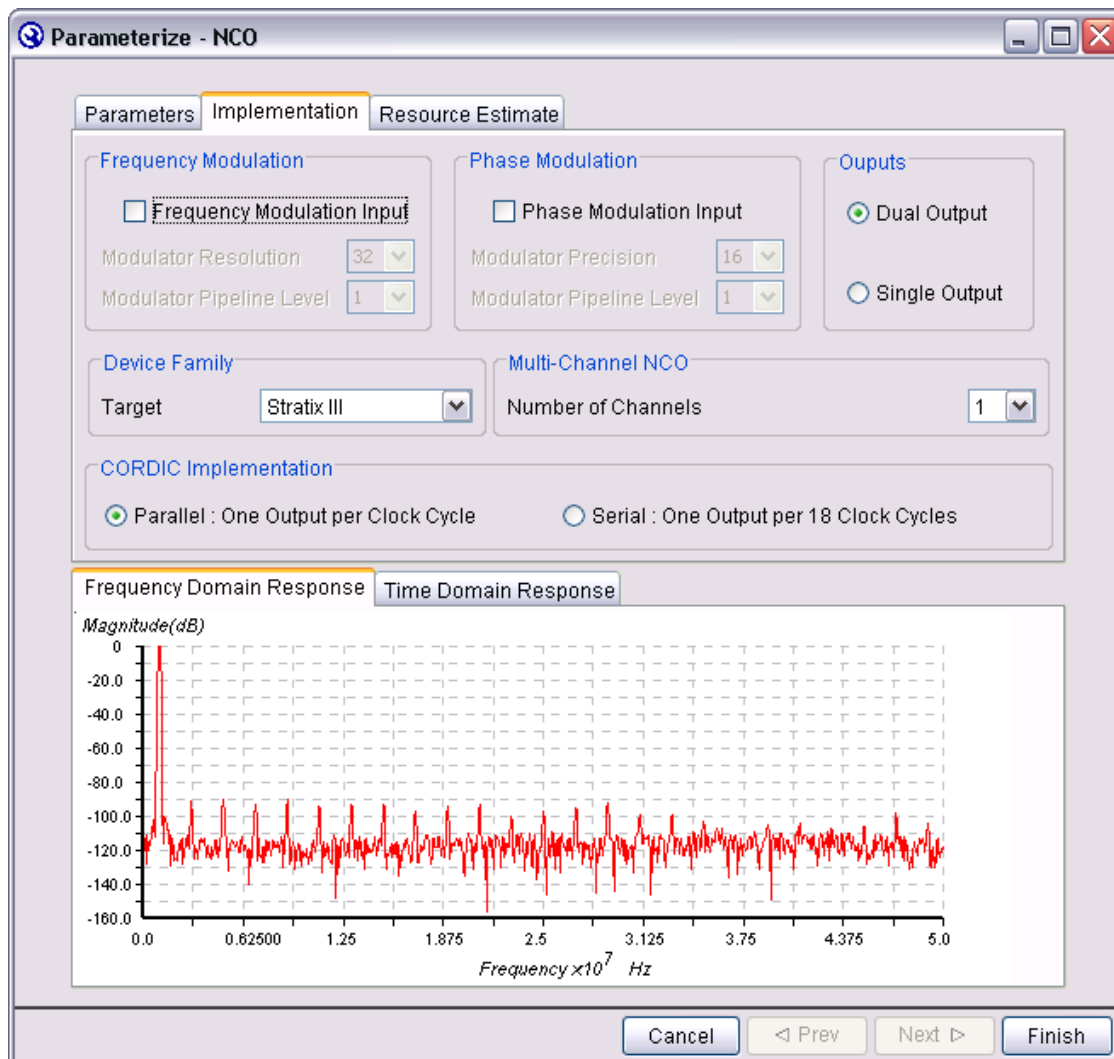 Parameterize - NCO
Parameters Implementation Resource Estimate
Frequency Modulation
Frequency Modulation Input
Modulator Resolution 32
Modulator Pipeline Level 1
Phase Modulation
Phase Modulation Input
Modulator Precision 16
Modulator Pipeline Level 1
Ouputs
Dual Output
Single Output
Device Family
Target Stratix III
Multi-Channel NCO
Number of Channels 1
CORDIC Implementation
Parallel : One Output per Clock Cycle Serial : One Output per 18 Clock Cycles
Frequency Domain Response Time Domain Response
Magnitude(dB)
0
-20.0
-40.0
-60.0
-80.0
-100.0
-120.0
-140.0
-160.0
0.0 0.62500 1.25 1.875 2.5 3.125 3.75 4.375 5.0
Frequency x10^7 Hz
Cancel Prev Next Finish